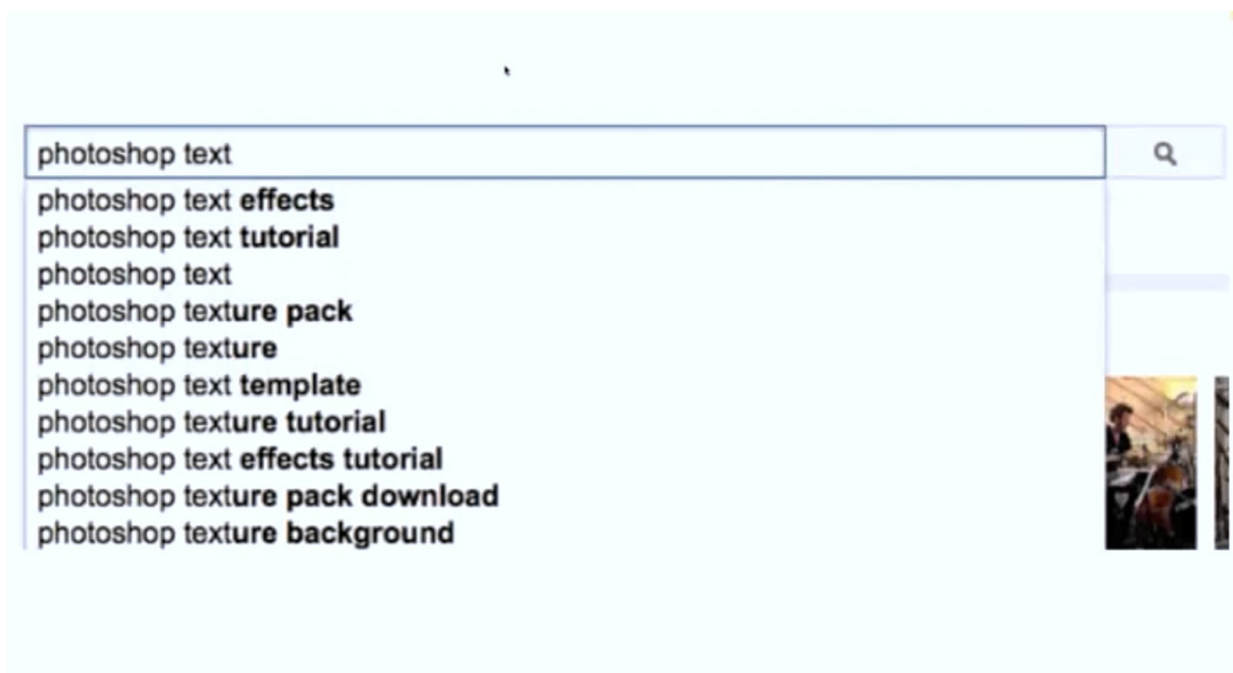 photoshop text
photoshop text effects
photoshop text tutorial
photoshop text
photoshop texture pack
photoshop texture
photoshop text template
photoshop texture tutorial
photoshop text effects tutorial
photoshop texture pack download
photoshop texture background